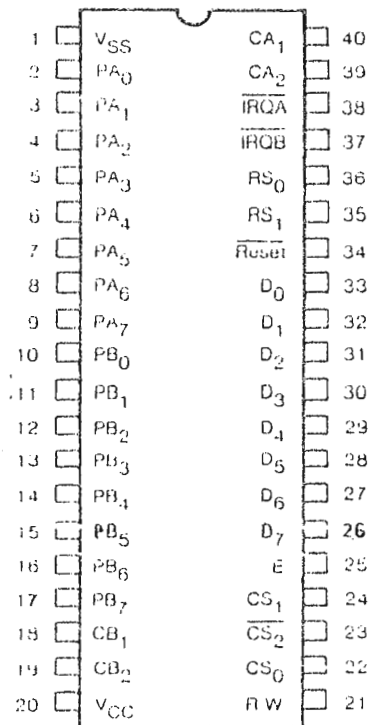 1 VSS CA1 40
2 PA0 CA2 39
3 PA1 IRQA 38
4 PA2 IRQB 37
5 PA3 RS0 36
6 PA4 RS1 35
7 PA5 Reset 34
8 PA6 D0 33
9 PA7 D1 32
10 PB0 D2 31
11 PB1 D3 30
12 PB2 D4 29
13 PB3 D5 28
14 PB4 D6 27
15 PB5 D7 26
16 PB6 E 25
17 PB7 CS1 24
18 CB1 CS2 23
19 CB2 CS0 22
20 VCC R W 21